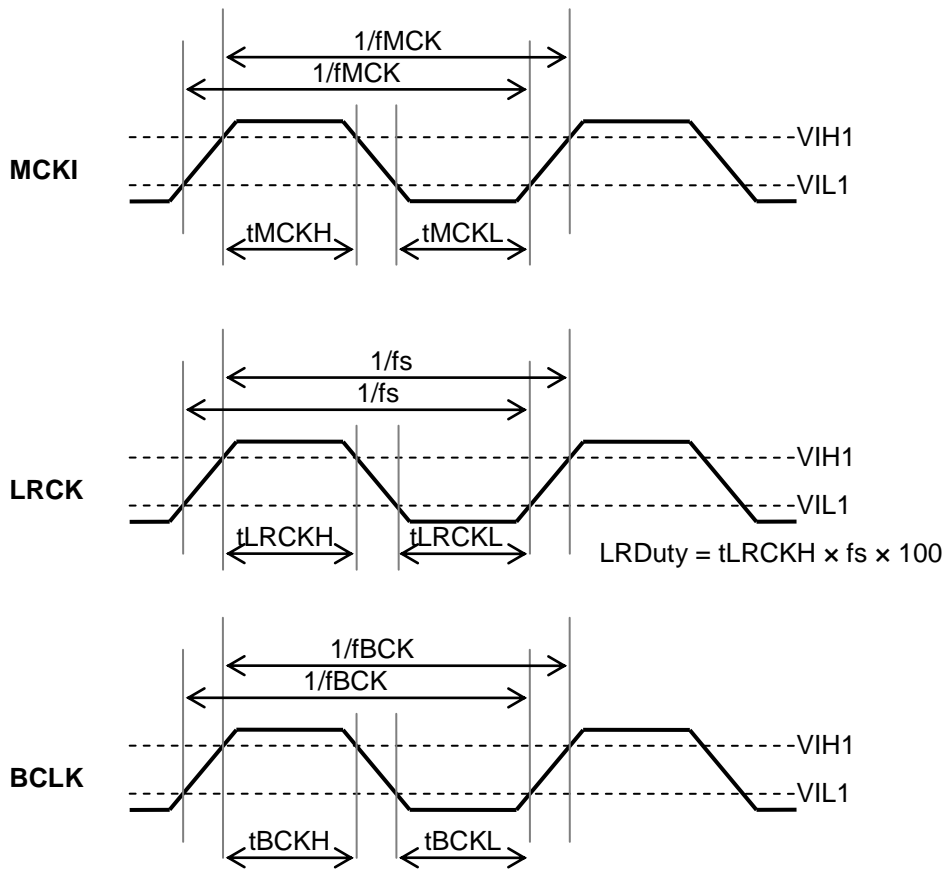 1/fMCK
1/fMCK
MCKI
VIH1
VIL1
tMCKH
tMCKL
1/fs
1/fs
LRCK
VIH1
VIL1
tLRCKH
tLRCKL
LRDuty = tLRCKH × fs × 100
1/fBCK
1/fBCK
BCLK
VIH1
VIL1
tBCKH
tBCKL